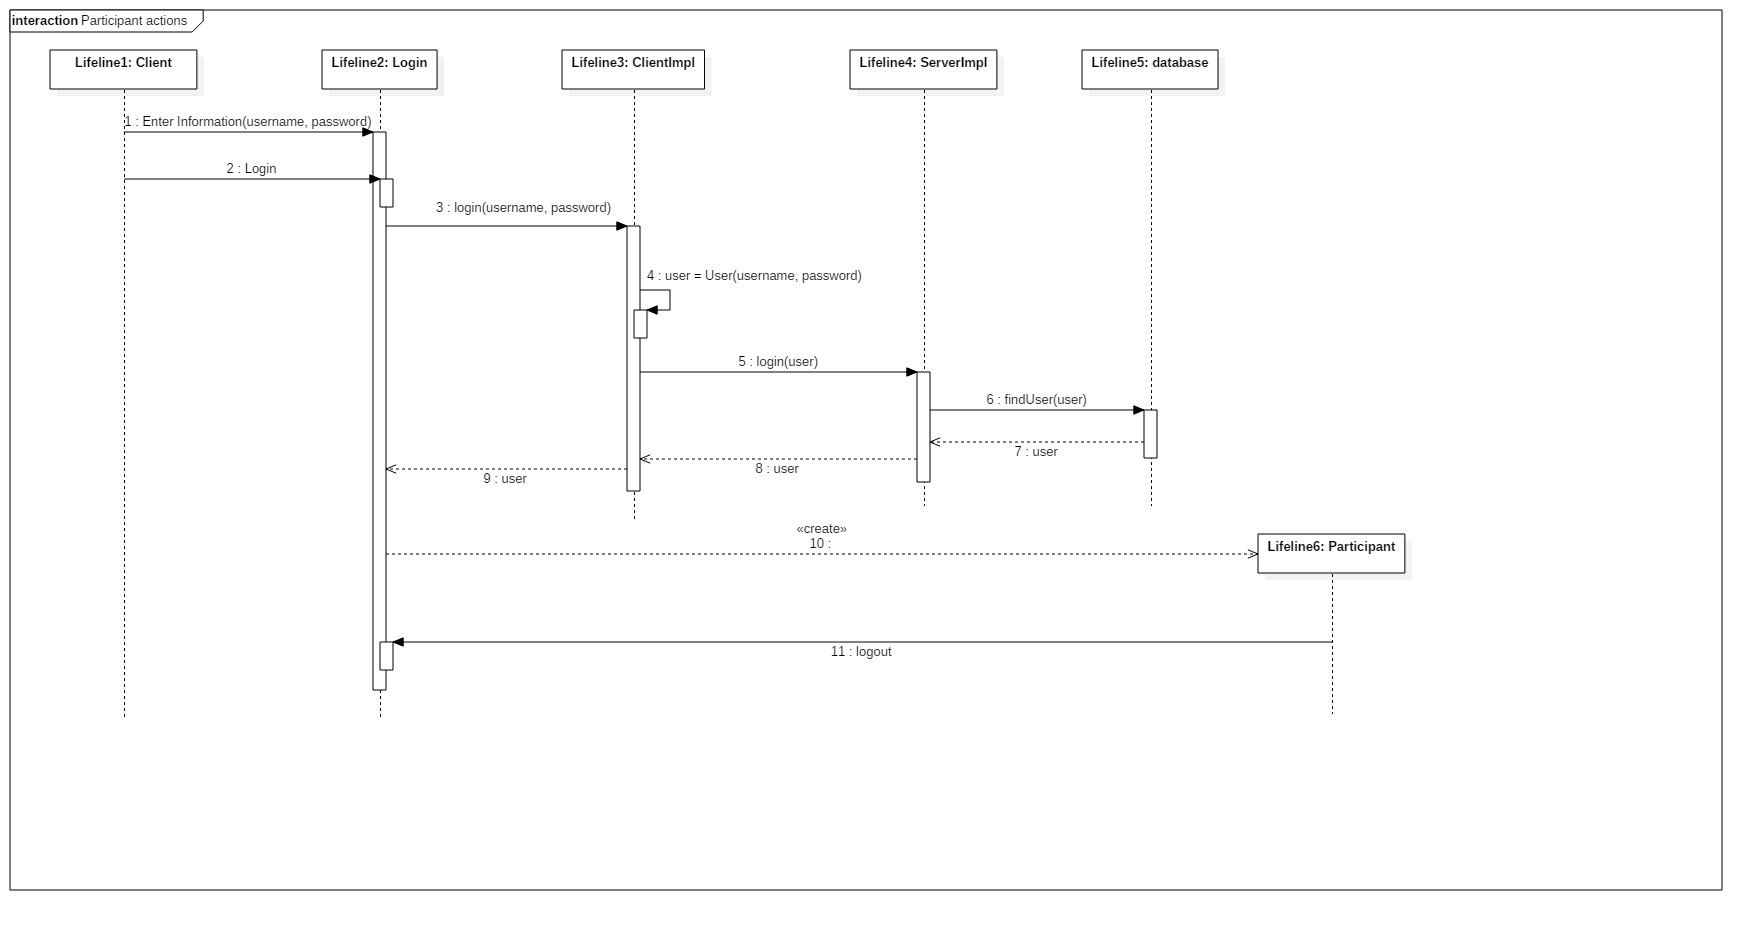 interaction Participant actions
Lifeline1: Client
Lifeline2: Login
Lifeline3: ClientImpl
Lifeline4: ServerImpl
Lifeline5: database
1 : Enter Information(username, password)
2 : Login
3 : login(username, password)
4 : user = User(username, password)
5 : login(user)
6 : findUser(user)
7 : user
8 : user
9 : user
«create»
10 :
Lifeline6: Participant
11 : logout